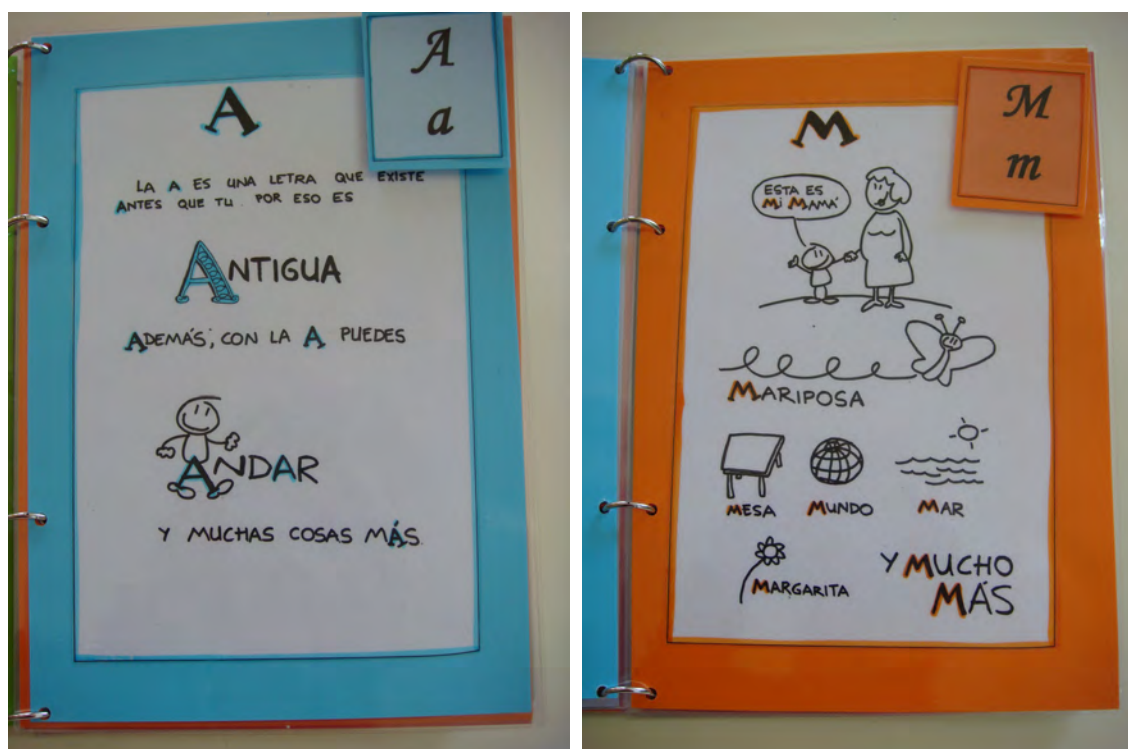 A
a
A
LA A ES UNA LETRA QUE EXISTE
ANTES QUE TU. POR ESO ES
ANTIGUA
ADEMÁS, CON LA A PUEDES
ANDAR
Y MUCHAS COSAS MÁS.
M
m
M
ESTA ES
Mi MAMÁ
MARIPOSA
MESA MUNDO MAR
MARGARITA
Y MUCHO
MÁS